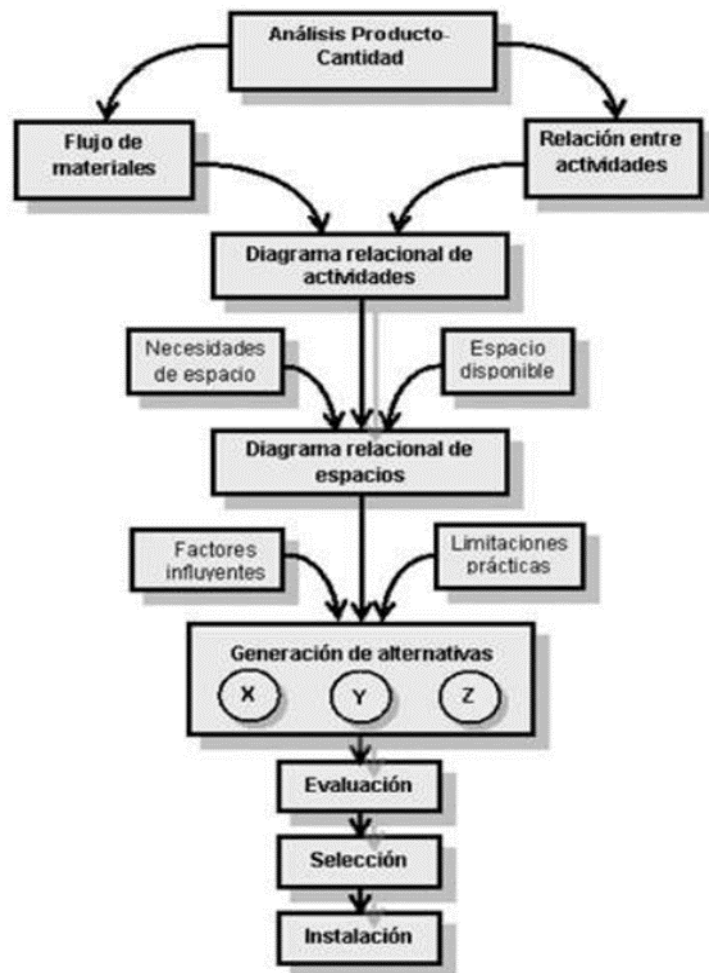 Análisis Producto-
Cantidad
Flujo de
materiales
Relación entre
actividades
Diagrama relacional de
actividades
Necesidades
de espacio
Espacio
disponible
Diagrama relacional de
espacios
Factores
influyentes
Limitaciones
prácticas
Generación de alternativas
X
Y
Z
Evaluación
Selección
Instalación